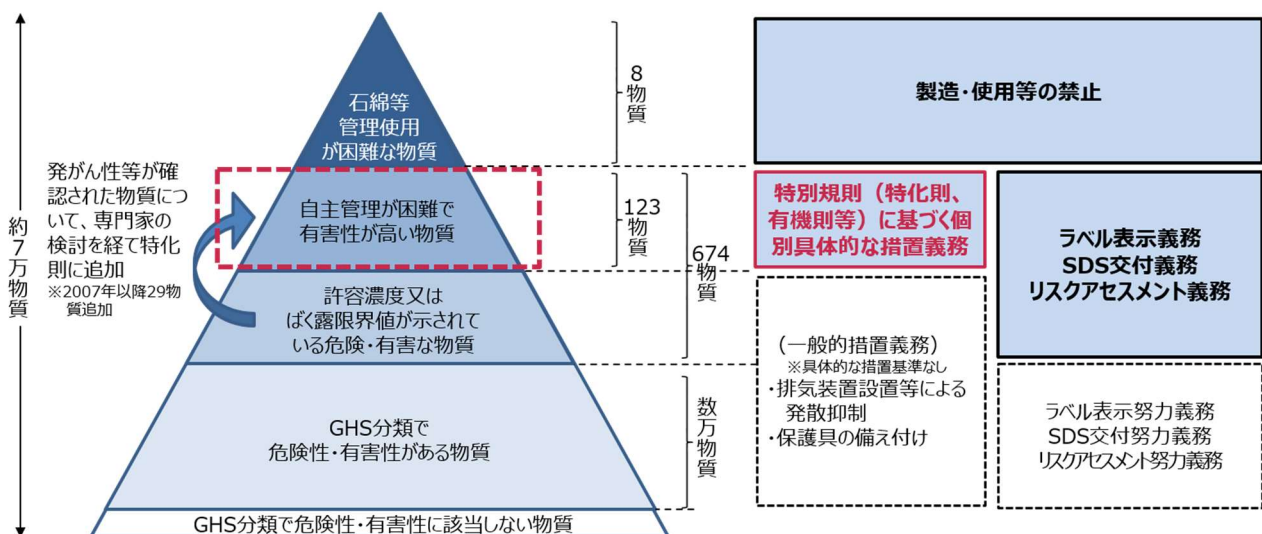 約7万物質
発がん性等が確
認された物質につ
いて、専門家の
検討を経て特化
則に追加
※2007年以降29物
質追加
石綿等
管理使用
が困難な物質
自主管理が困難で
有害性が高い物質
許容濃度又は
ばく露限界値が示されて
いる危険・有害な物質
GHS分類で
危険性・有害性がある物質
GHS分類で危険性・有害性に該当しない物質
8物質
123物質
674物質
数万物質
製造・使用等の禁止
特別規則（特化則、
有機則等）に基づく個
別具体的な措置義務
ラベル表示義務
SDS交付義務
リスクアセスメント義務
（一般的措置義務）
※具体的な措置基準なし
・排気装置設置等による
発散抑制
・保護具の備え付け
ラベル表示努力義務
SDS交付努力義務
リスクアセスメント努力義務